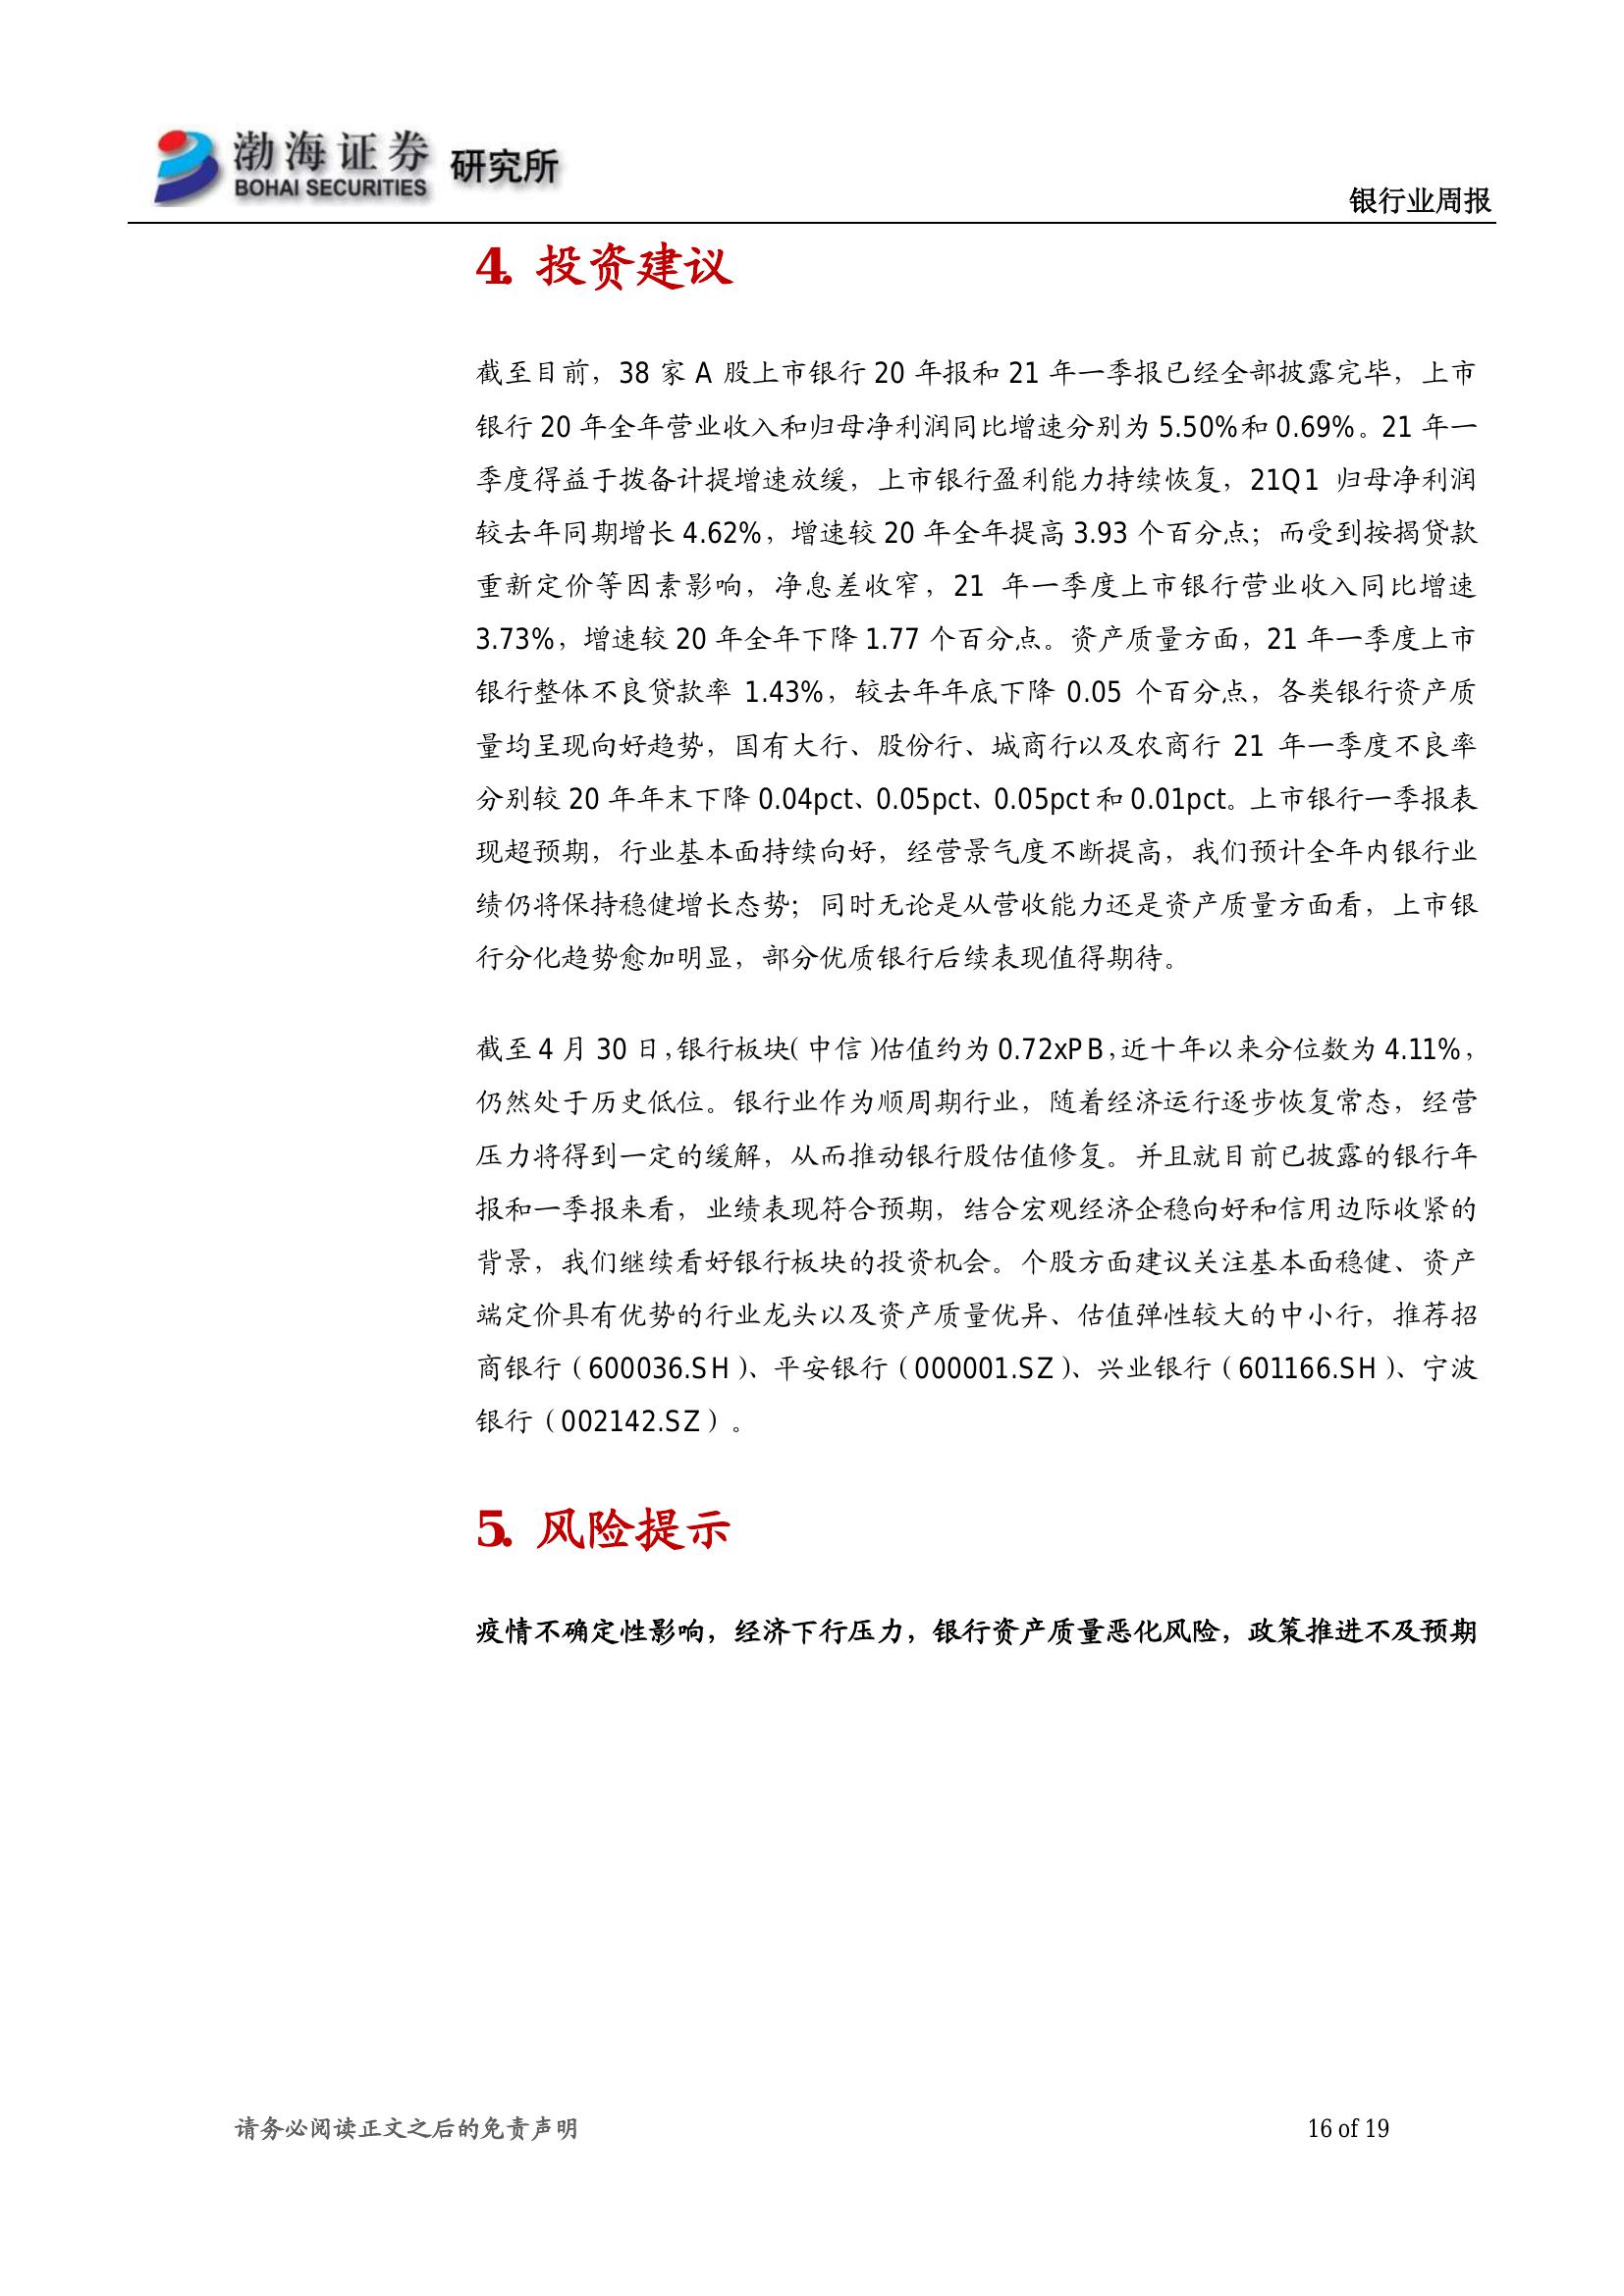 渤海证券 研究所
BOHAI SECURITIES
银行业周报
4. 投资建议
截至目前，38 家 A 股上市银行 20 年报和 21 年一季报已经全部披露完毕，上市
银行 20 年全年营业收入和归母净利润同比增速分别为 5.50%和 0.69%。21 年一
季度得益于拨备计提增速放缓，上市银行盈利能力持续恢复，21Q1 归母净利润
较去年同期增长 4.62%，增速较 20 年全年提高 3.93 个百分点；而受到按揭贷款
重新定价等因素影响，净息差收窄，21 年一季度上市银行营业收入同比增速
3.73%，增速较 20 年全年下降 1.77 个百分点。资产质量方面，21 年一季度上市
银行整体不良贷款率 1.43%，较去年年底下降 0.05 个百分点，各类银行资产质
量均呈现向好趋势，国有大行、股份行、城商行以及农商行 21 年一季度不良率
分别较 20 年年末下降 0.04pct、0.05pct、0.05pct 和 0.01pct。上市银行一季报表
现超预期，行业基本面持续向好，经营景气度不断提高，我们预计全年内银行业
绩仍将保持稳健增长态势；同时无论是从营收能力还是资产质量方面看，上市银
行分化趋势愈加明显，部分优质银行后续表现值得期待。
截至 4 月 30 日，银行板块（中信）估值约为 0.72xPB，近十年以来分位数为 4.11%，
仍然处于历史低位。银行业作为顺周期行业，随着经济运行逐步恢复常态，经营
压力将得到一定的缓解，从而推动银行股估值修复。并且就目前已披露的银行年
报和一季报来看，业绩表现符合预期，结合宏观经济企稳向好和信用边际收紧的
背景，我们继续看好银行板块的投资机会。个股方面建议关注基本面稳健、资产
端定价具有优势的行业龙头以及资产质量优异、估值弹性较大的中小行，推荐招
商银行（600036.SH）、平安银行（000001.SZ）、兴业银行（601166.SH）、宁波
银行（002142.SZ）。
5. 风险提示
疫情不确定性影响，经济下行压力，银行资产质量恶化风险，政策推进不及预期
请务必阅读正文之后的免责声明
16 of 19